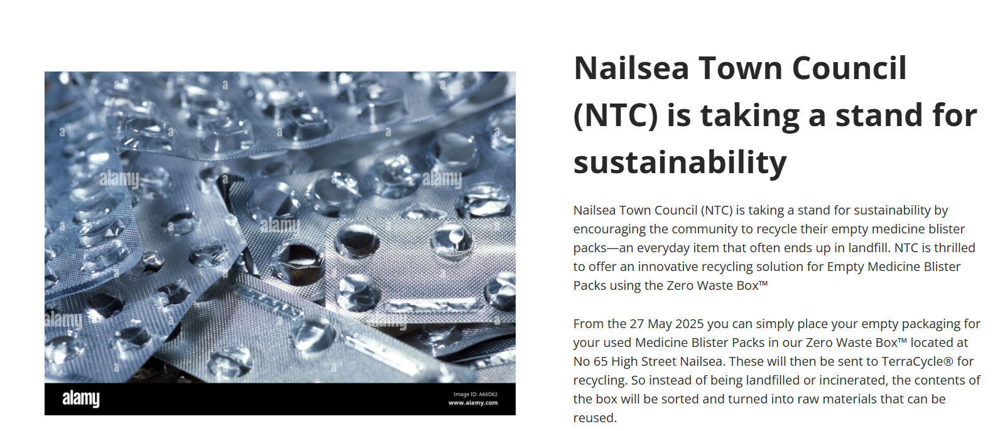 Nailsea Town Council
(NTC) is taking a stand for
sustainability
Nailsea Town Council (NTC) is taking a stand for sustainability by
encouraging the community to recycle their empty medicine blister
packs—an everyday item that often ends up in landfill. NTC is thrilled
to offer an innovative recycling solution for Empty Medicine Blister
Packs using the Zero Waste Box™
From the 27 May 2025 you can simply place your empty packaging for
your used Medicine Blister Packs in our Zero Waste Box™ located at
No 65 High Street Nailsea. These will then be sent to TerraCycle® for
recycling. So instead of being landfilled or incinerated, the contents of
the box will be sorted and turned into raw materials that can be
reused.
a a a a
a a a a
alamy a a alamy
a alamy a a
a a a
alamy a alamy a
a a
alamy
Image ID: A66D62
www.alamy.com